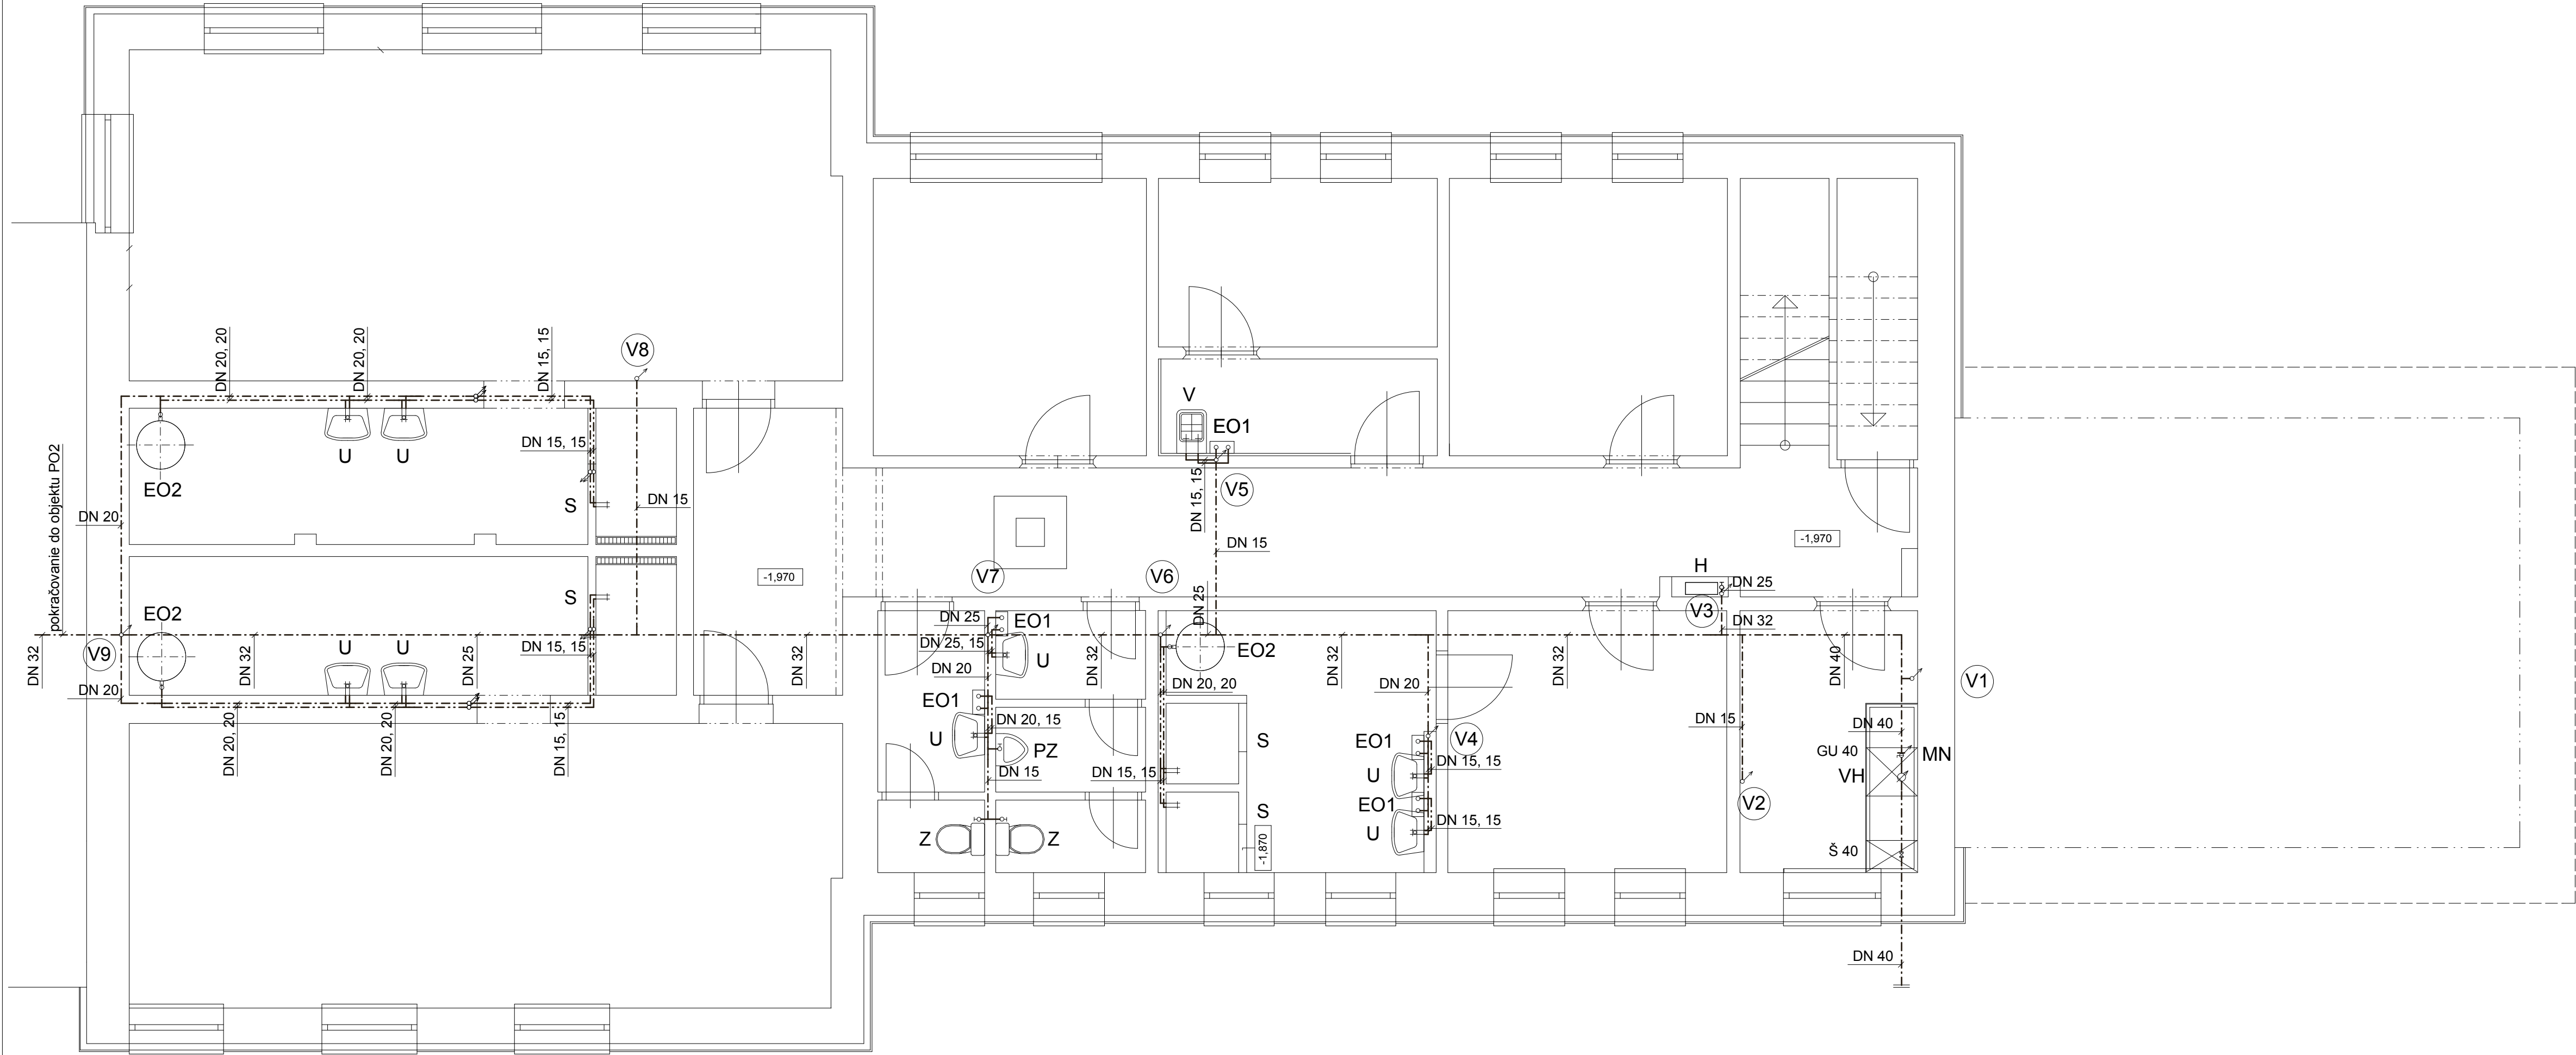 DN 20, 20
DN 20, 20
DN 15, 15
V8
V
EO1
DN 15, 15
U
U
EO2
S
DN 15
DN 20
pokračovanie do objektu PO2
DN 15, 15
V5
DN 15
-1,970
-1,970
H
DN 25
V3
DN 32
V7
V6
DN 25
EO2
S
U
U
DN 15, 15
DN 32
V9
DN 20
DN 32
DN 25
DN 32
DN 25
EO1
DN 25, 15
U
DN 20
DN 32
EO2
DN 20, 20
DN 32
DN 20
DN 32
DN 40
V1
DN 15
EO1
U
DN 20, 15
PZ
DN 15
DN 15, 15
S
S
EO1
V4
DN 15, 15
U
EO1
DN 15, 15
U
V2
DN 40
GU 40
VH
MN
Š 40
DN 20, 20
DN 20, 20
DN 15, 15
Z
Z
-1,870
DN 40